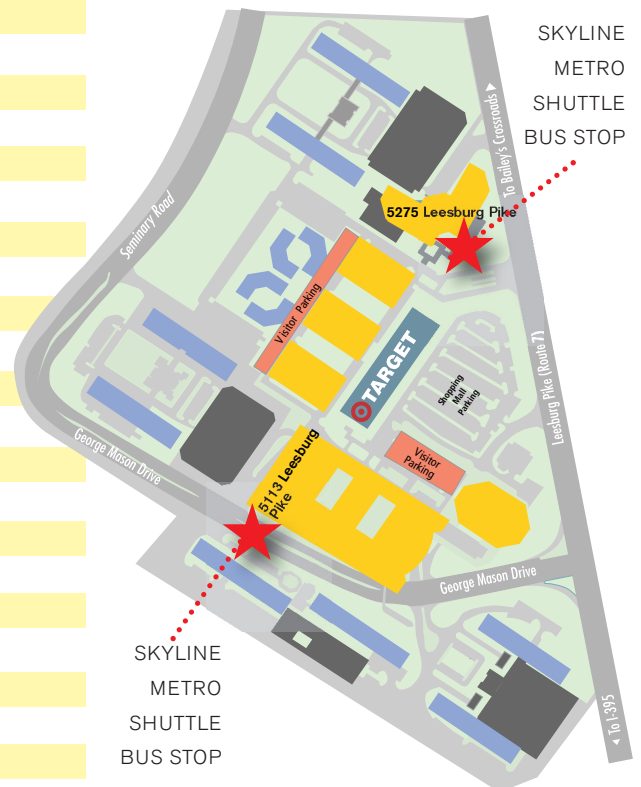 SKYLINE
METRO
SHUTTLE
BUS STOP
To Bailey's Crossroads
5275 Leesburg Pike
Seminary Road
Visitor Parking
TARGET
Shopping
Mall
Parking
Leesburg Pike (Route 7)
Visitor
Parking
5113 Leesburg
Pike
George Mason Drive
George Mason Drive
SKYLINE
METRO
SHUTTLE
BUS STOP
To I-395